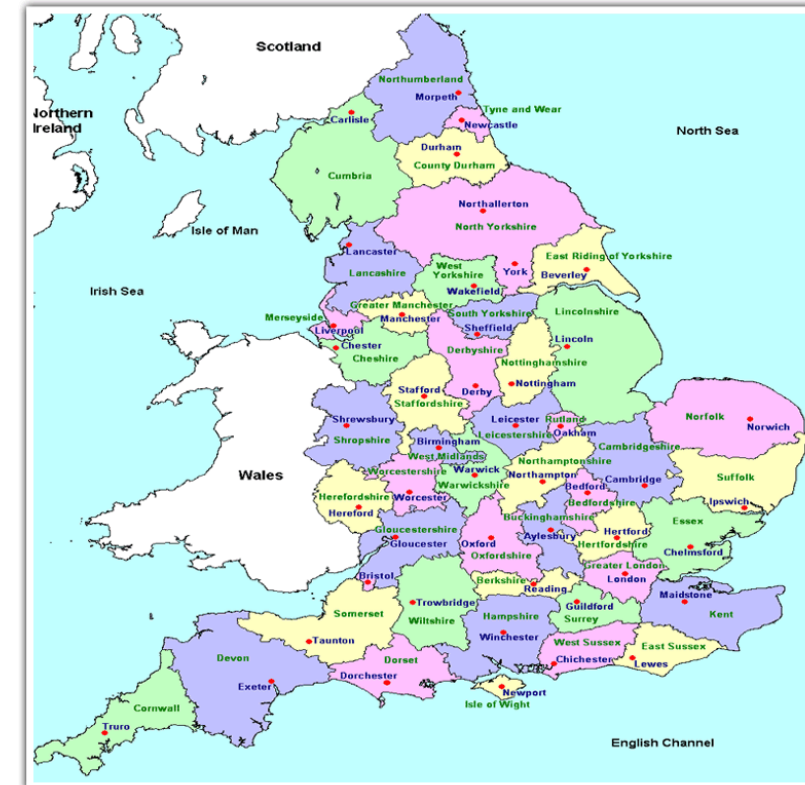 Scotland
Northumberland
Morpeth
Northern
Ireland
Carlisle
Tyne and Wear
Newcastle
North Sea
Durham
County Durham
Cumbria
Northallerton
North Yorkshire
Isle of Man
Lancaster
Lancashire
West
Yorkshire
Wakefield
York
East Riding of Yorkshire
Beverley
Irish Sea
Greater Manchester
Manchester
Merseyside
Liverpool
South Yorkshire
Sheffield
Lincolnshire
Lincoln
Chester
Cheshire
Derbyshire
Derby
Nottinghamshire
Nottingham
Stafford
Staffordshire
Shrewsbury
Shropshire
Leicester
Leicestershire
Rutland
Oakham
Norfolk
Norwich
Birmingham
West Midlands
Cambridgeshire
Cambridge
Wales
Worcestershire
Worcester
Warwick
Warwickshire
Northamptonshire
Northampton
Bedford
Bedfordshire
Suffolk
Ipswich
Herefordshire
Hereford
Gloucestershire
Gloucester
Oxford
Oxfordshire
Buckinghamshire
Aylesbury
Hertford
Hertfordshire
Essex
Chelmsford
Bristol
Berkshire
Reading
Greater London
London
Trowbridge
Wiltshire
Somerset
Taunton
Hampshire
Winchester
Guildford
Surrey
Maidstone
Kent
Devon
Exeter
Dorset
Dorchester
West Sussex
Chichester
East Sussex
Lewes
Newport
Isle of Wight
Cornwall
Truro
English Channel